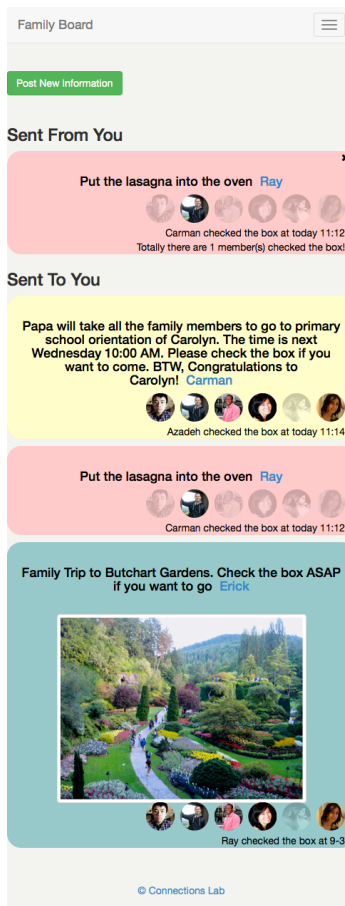 Family Board
Post New Information
Sent From You
Put the lasagna into the oven Ray
Carman checked the box at today 11:12
Totally there are 1 member(s) checked the box!
Sent To You
Papa will take all the family members to go to primary
school orientation of Carolyn. The time is next
Wednesday 10:00 AM. Please check the box if you
want to come. BTW, Congratulations to
Carolyn! Carman
Azadeh checked the box at today 11:14
Put the lasagna into the oven Ray
Carman checked the box at today 11:12
Family Trip to Butchart Gardens. Check the box ASAP
if you want to go Erick
Ray checked the box at 9-3
© Connections Lab